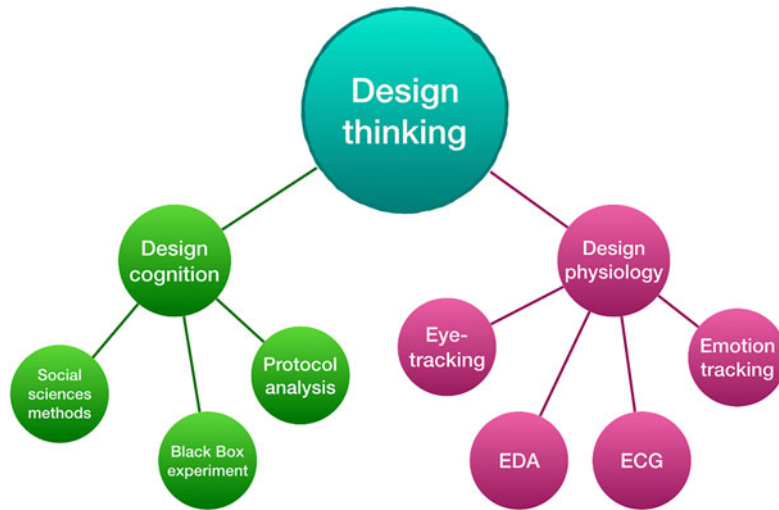 Design
thinking
Design
cognition
Design
physiology
Social
sciences
methods
Black Box
experiment
Protocol
analysis
Eye-
tracking
EDA
ECG
Emotion
tracking